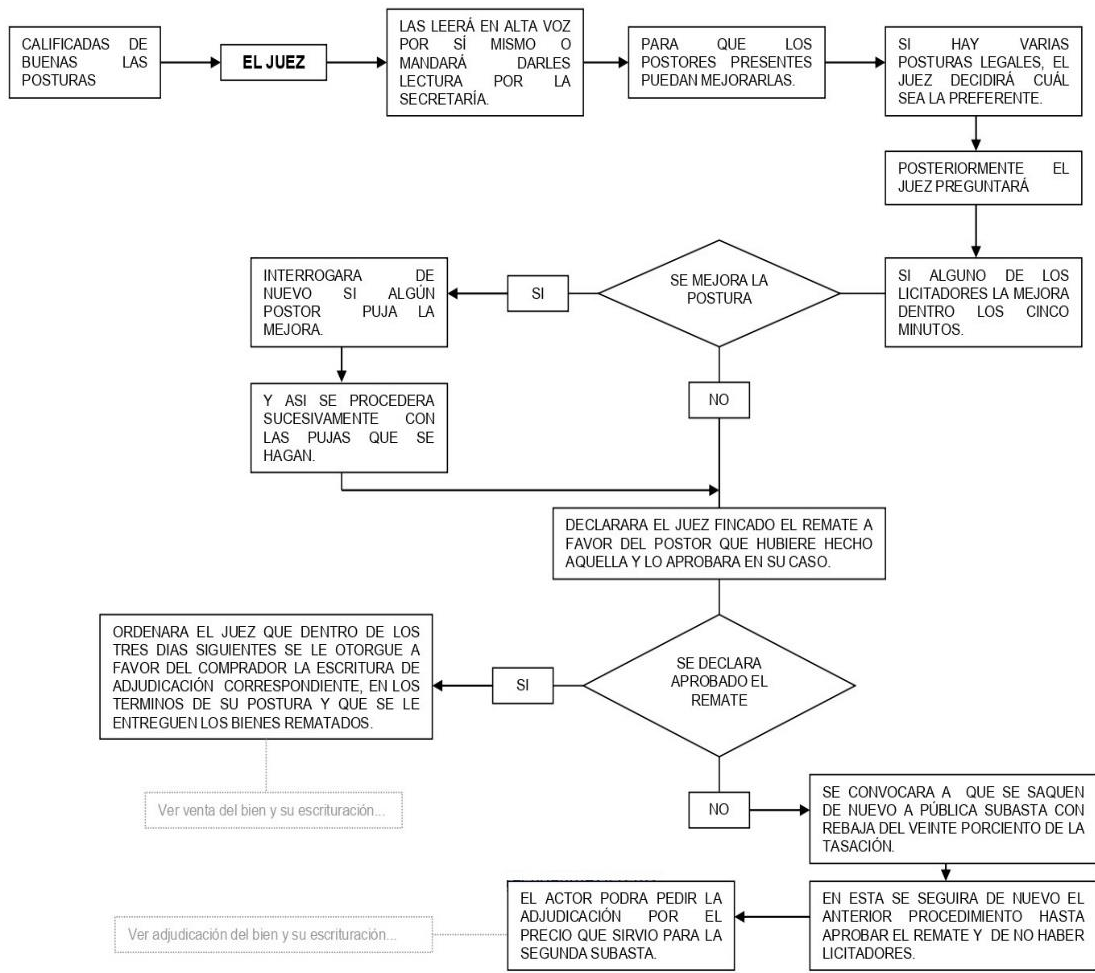 CALIFICADAS DE
BUENAS LAS
POSTURAS
EL JUEZ
LAS LEERÁ EN ALTA VOZ
POR SÍ MISMO O
MANDARÁ DARLES
LECTURA POR LA
SECRETARÍA.
PARA QUE LOS
POSTORES PRESENTES
PUEDAN MEJORARLAS.
SI HAY VARIAS
POSTURAS LEGALES, EL
JUEZ DECIDIRÁ CUÁL
SEA LA PREFERENTE.
POSTERIORMENTE EL
JUEZ PREGUNTARÁ
SI ALGUNO DE LOS
LICITADORES LA MEJORA
DENTRO LOS CINCO
MINUTOS.
SE MEJORA LA
POSTURA
SI
INTERROGARA DE
NUEVO SI ALGÚN
POSTOR PUJA LA
MEJORA.
Y ASI SE PROCEDERA
SUCESIVAMENTE CON
LAS PUJAS QUE SE
HAGAN.
NO
DECLARARA EL JUEZ FINCADO EL REMATE A
FAVOR DEL POSTOR QUE HUBIERE HECHO
AQUELLA Y LO APROBARA EN SU CASO.
SE DECLARA
APROBADO EL
REMATE
SI
ORDENARA EL JUEZ QUE DENTRO DE LOS
TRES DIAS SIGUIENTES SE LE OTORGUE A
FAVOR DEL COMPRADOR LA ESCRITURA DE
ADJUDICACIÓN CORRESPONDIENTE, EN LOS
TERMINOS DE SU POSTURA Y QUE SE LE
ENTREGUEN LOS BIENES REMATADOS.
Ver venta del bien y su escrituración...
NO
SE CONVOCARA A QUE SE SAQUEN
DE NUEVO A PÚBLICA SUBASTA CON
REBAJA DEL VEINTE PORCIENTO DE LA
TASACIÓN.
EN ESTA SE SEGUIRA DE NUEVO EL
ANTERIOR PROCEDIMIENTO HASTA
APROBAR EL REMATE Y DE NO HABER
LICITADORES.
EL ACTOR PODRA PEDIR LA
ADJUDICACIÓN POR EL
PRECIO QUE SIRVIO PARA LA
SEGUNDA SUBASTA.
Ver adjudicación del bien y su escrituración...